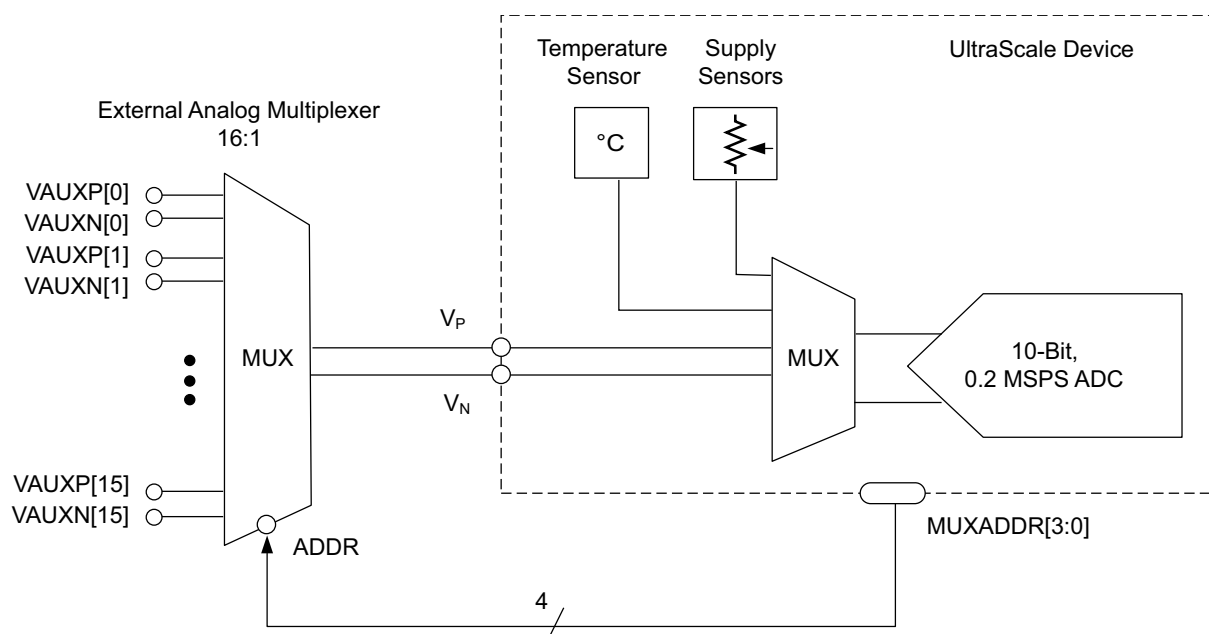 Temperature
Sensor
Supply
Sensors
UltraScale Device
External Analog Multiplexer
16:1
°C
VAUXP[0]
VAUXN[0]
VAUXP[1]
VAUXN[1]
VP
MUX
MUX
10-Bit,
0.2 MSPS ADC
VN
VAUXP[15]
VAUXN[15]
ADDR
MUXADDR[3:0]
4